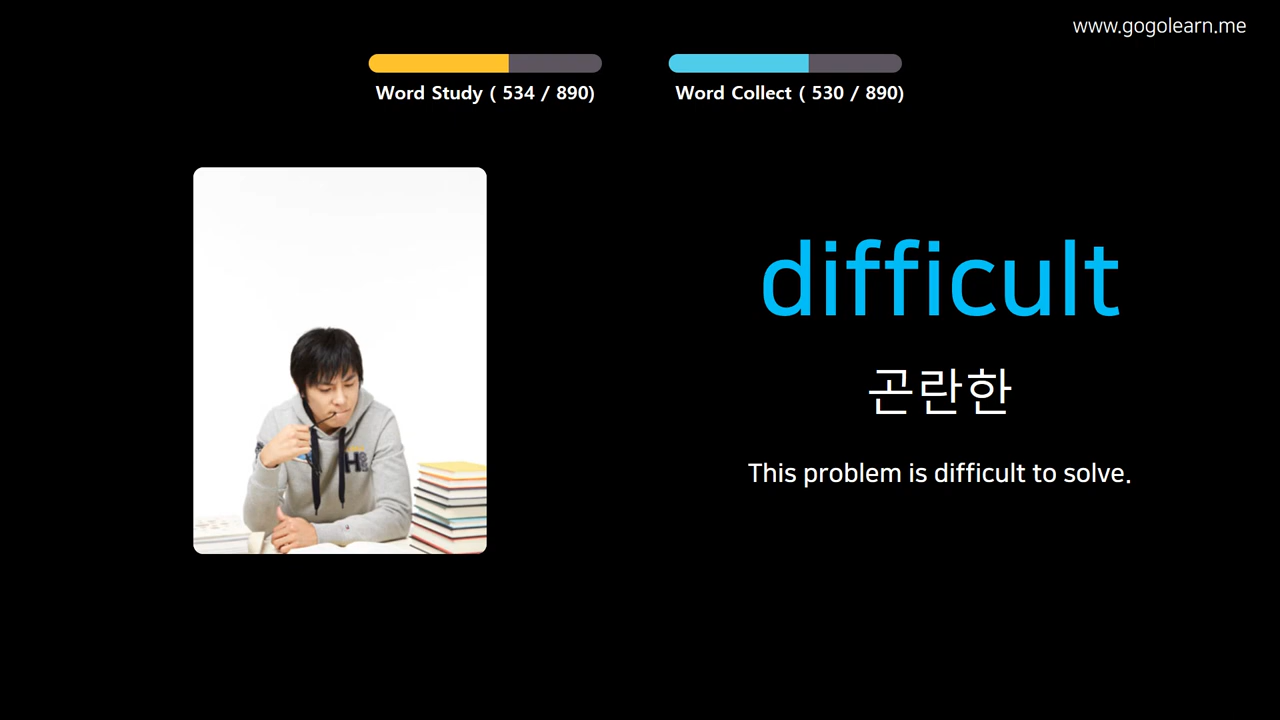 www.gogolearn.me
Word Study ( 534 / 890)
Word Collect ( 530 / 890)
difficult
곤란한
This problem is difficult to solve.
H